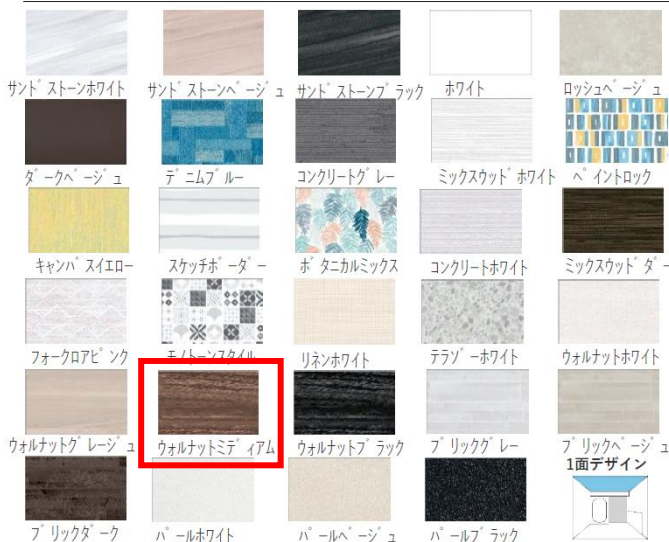 サンドストーンホワイト サンドストーンベージュ サンドストーンブラック ホワイト ロッシュベージュ
ダークベージュ デニムブルー コンクリートグレー ミックスウッドホワイト ペイントロック
キャンバスイエロー スケッチボーダー ボタニカルミックス コンクリートホワイト ミックスウッドダー
フォークロアピンク モノトーンスタイル リネンホワイト テラゾーホワイト ウォルナットホワイト
ウォルナットグレージュ ウォルナットミディアム ウォルナットブラック ブリックグレー ブリックベージュ
1面デザイン
ブリックダーク パールホワイト パールベージュ パールブラック